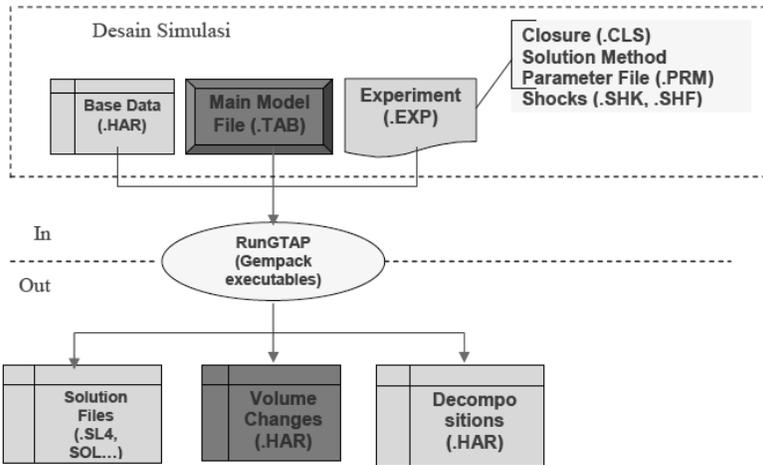 Desain Simulasi
Closure (.CLS)
Solution Method
Parameter File (.PRM)
Shocks (.SHK, .SHF)
Base Data
(.HAR)
Main Model
File (.TAB)
Experiment
(.EXP)
In
RunGTAP
(Gempack
executables)
Out
Solution
Files
(.SL4,
SOL...)
Volume
Changes
(.HAR)
Decompo
sitions
(.HAR)